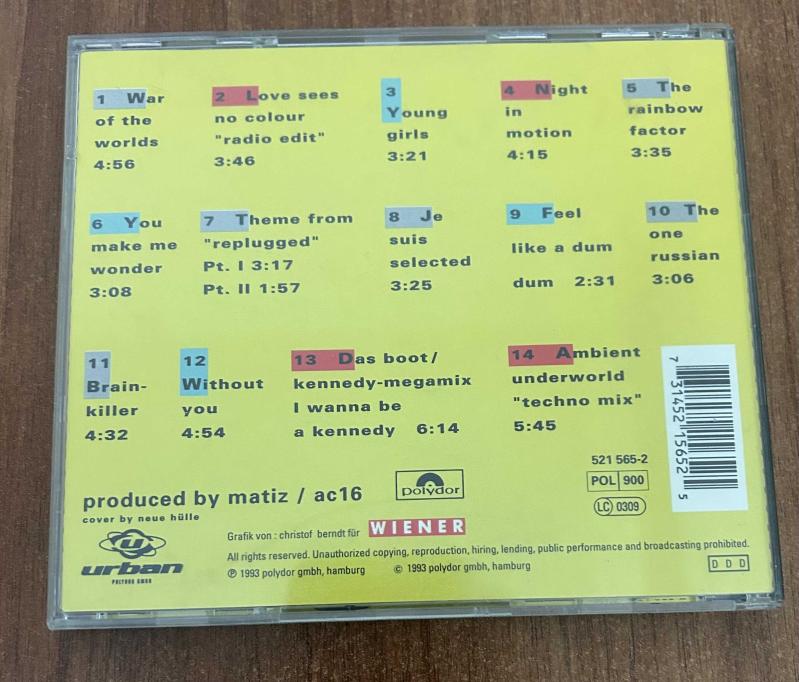 1 War
of the
worlds
4:56
2 Love sees
no colour
"radio edit"
3:46
3
Young
girls
3:21
4 Night
in
motion
4:15
5 The
rainbow
factor
3:35
6 You
make me
wonder
3:08
7 Theme from
"replugged"
Pt. I 3:17
Pt. II 1:57
8 Je
suis
selected
3:25
9 Feel
like a dum
dum 2:31
10 The
one
russian
3:06
11
Brain-
killer
4:32
12
Without
you
4:54
13 Das boot/
kennedy-megamix
I wanna be
a kennedy 6:14
14 Ambient
underworld
"techno mix"
5:45
7 31452 15652 5
521 565-2
POL 900
LC 0309
produced by matiz / ac16
cover by neue hülle
polydor
u
urban
POLYDOR GMBH
Grafik von : christof berndt für WIENER
All rights reserved. Unauthorized copying, reproduction, hiring, lending, public performance and broadcasting prohibited.
℗ 1993 polydor gmbh, hamburg © 1993 polydor gmbh, hamburg
D D D